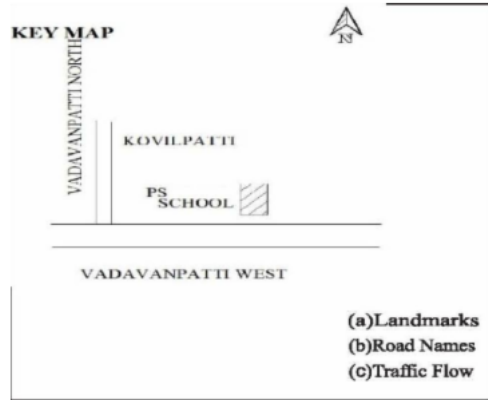 KEY MAP
N
VADAVANPATTI NORTH
KOVILPATTI
PS
SCHOOL
VADAVANPATTI WEST
(a)Landmarks
(b)Road Names
(c)Traffic Flow